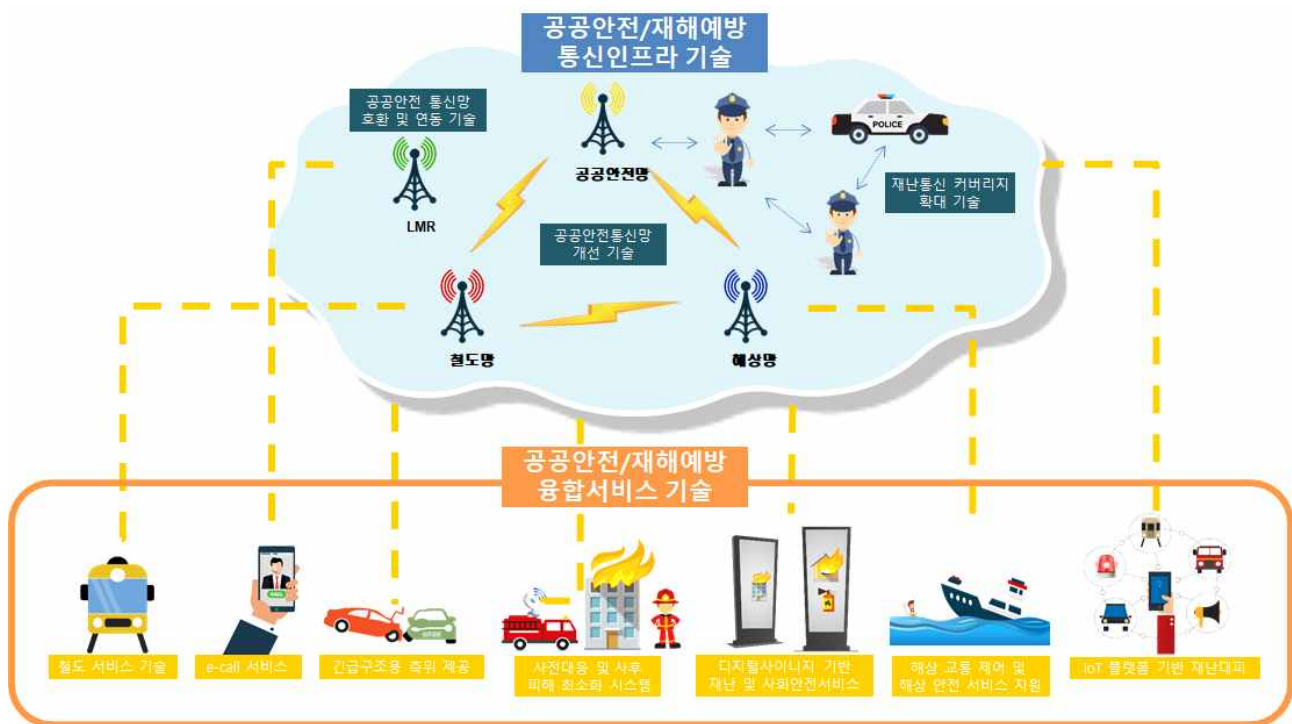 공공안전/재해예방
통신인프라 기술
공공안전 통신망
호환 및 연동 기술
LMR
공공안전망
POLICE
재난통신 커버리지
확대 기술
공공안전통신망
개선 기술
철도망
해상망
공공안전/재해예방
융합서비스 기술
철도 서비스 기술
e-call 서비스
긴급구조용 측위 제공
사전대응 및 사후
피해 최소화 시스템
디지털사이니지 기반
재난 및 사회안전서비스
해상 교통 제어 및
해상 안전 서비스 지원
IoT 플랫폼 기반 재난대피